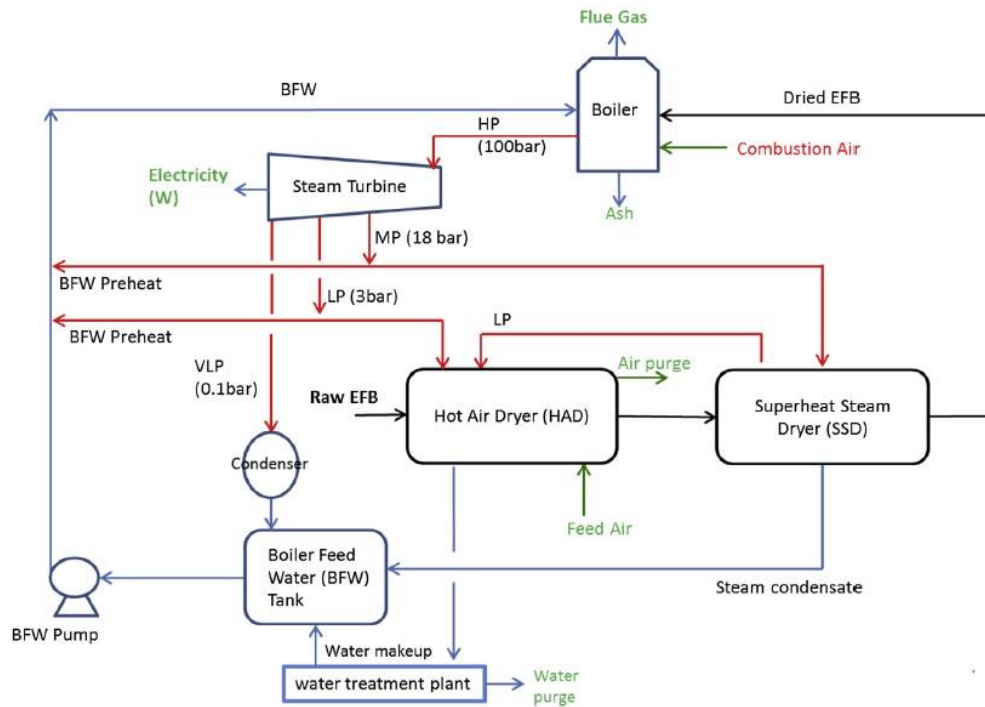 Flue Gas
BFW
Boiler
Dried EFB
HP
(100bar)
Combustion Air
Electricity
(W)
Steam Turbine
Ash
MP (18 bar)
BFW Preheat
LP (3bar)
BFW Preheat
LP
VLP
(0.1bar)
Air purge
Raw EFB
Hot Air Dryer (HAD)
Superheat Steam
Dryer (SSD)
Condenser
Feed Air
Boiler Feed
Water (BFW)
Tank
Steam condensate
BFW Pump
Water makeup
water treatment plant
Water
purge